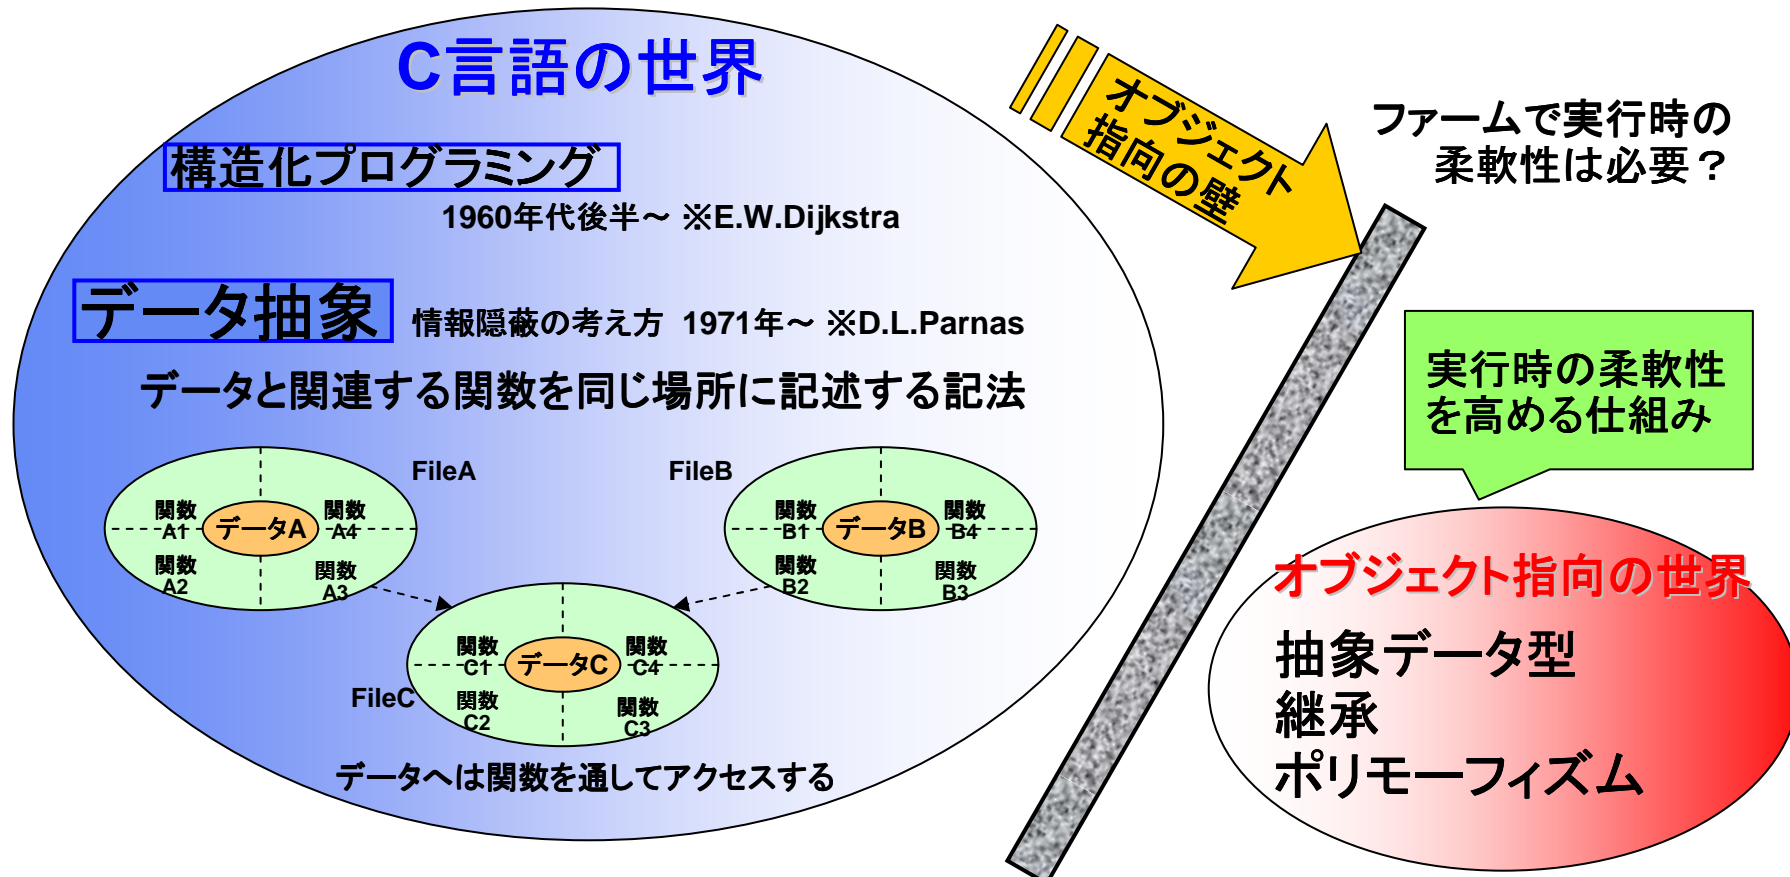 C言語の世界
構造化プログラミング
1960年代後半～ ※E.W.Dijkstra
データ抽象
情報隠蔽の考え方 1971年～ ※D.L.Parnas
データと関連する関数を同じ場所に記述する記法
FileA
関数
A1
データA
関数
A4
関数
A2
関数
A3
FileB
関数
B1
データB
関数
B4
関数
B2
関数
B3
FileC
関数
C1
データC
関数
C4
関数
C2
関数
C3
データへは関数を通してアクセスする
オブジェクト
指向の壁
ファームで実行時の
柔軟性は必要？
実行時の柔軟性
を高める仕組み
オブジェクト指向の世界
抽象データ型
継承
ポリモーフィズム